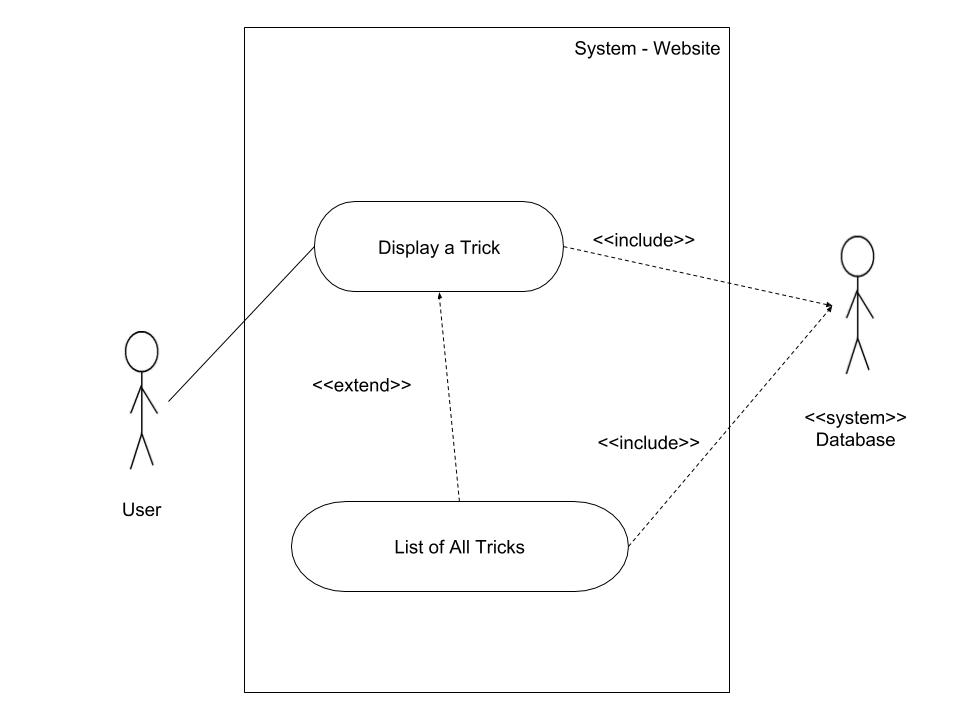 System - Website
Display a Trick
<<include>>
<<extend>>
<<system>>
Database
<<include>>
User
List of All Tricks